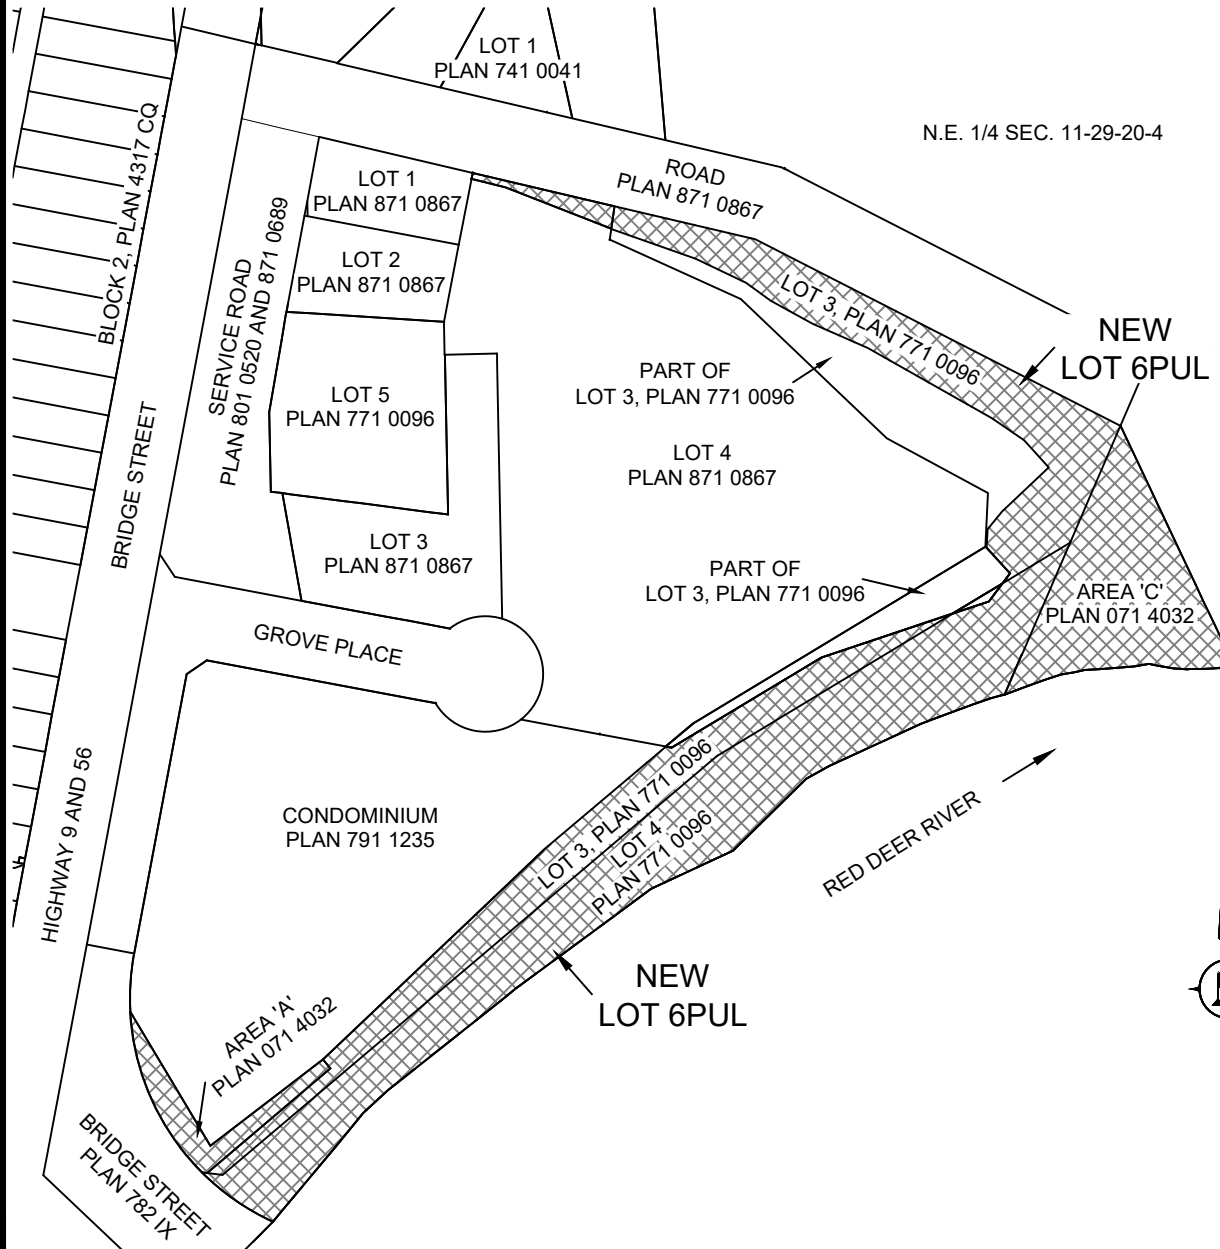 LOT 1
PLAN 741 0041
N.E. 1/4 SEC. 11-29-20-4
ROAD
PLAN 871 0867
BLOCK 2, PLAN 4317 CQ
LOT 1
PLAN 871 0867
SERVICE ROAD
PLAN 801 0520 AND 871 0689
LOT 2
PLAN 871 0867
LOT 3, PLAN 771 0096
NEW
LOT 6PUL
PART OF
LOT 3, PLAN 771 0096
LOT 5
PLAN 771 0096
BRIDGE STREET
LOT 4
PLAN 871 0867
LOT 3
PLAN 871 0867
PART OF
LOT 3, PLAN 771 0096
AREA 'C'
PLAN 071 4032
GROVE PLACE
HIGHWAY 9 AND 56
CONDOMINIUM
PLAN 791 1235
LOT 3, PLAN 771 0096
LOT 4
PLAN 771 0096
RED DEER RIVER
NEW
LOT 6PUL
AREA 'A'
PLAN 071 4032
BRIDGE STREET
PLAN 782 IX